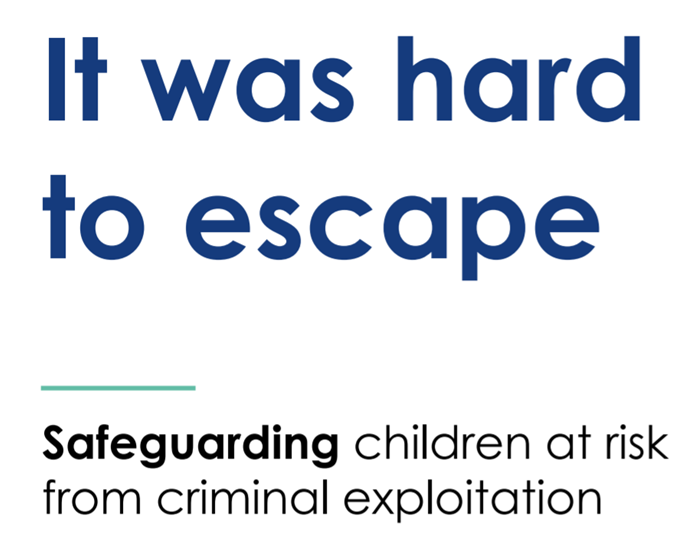 It was hard
to escape
Safeguarding children at risk
from criminal exploitation